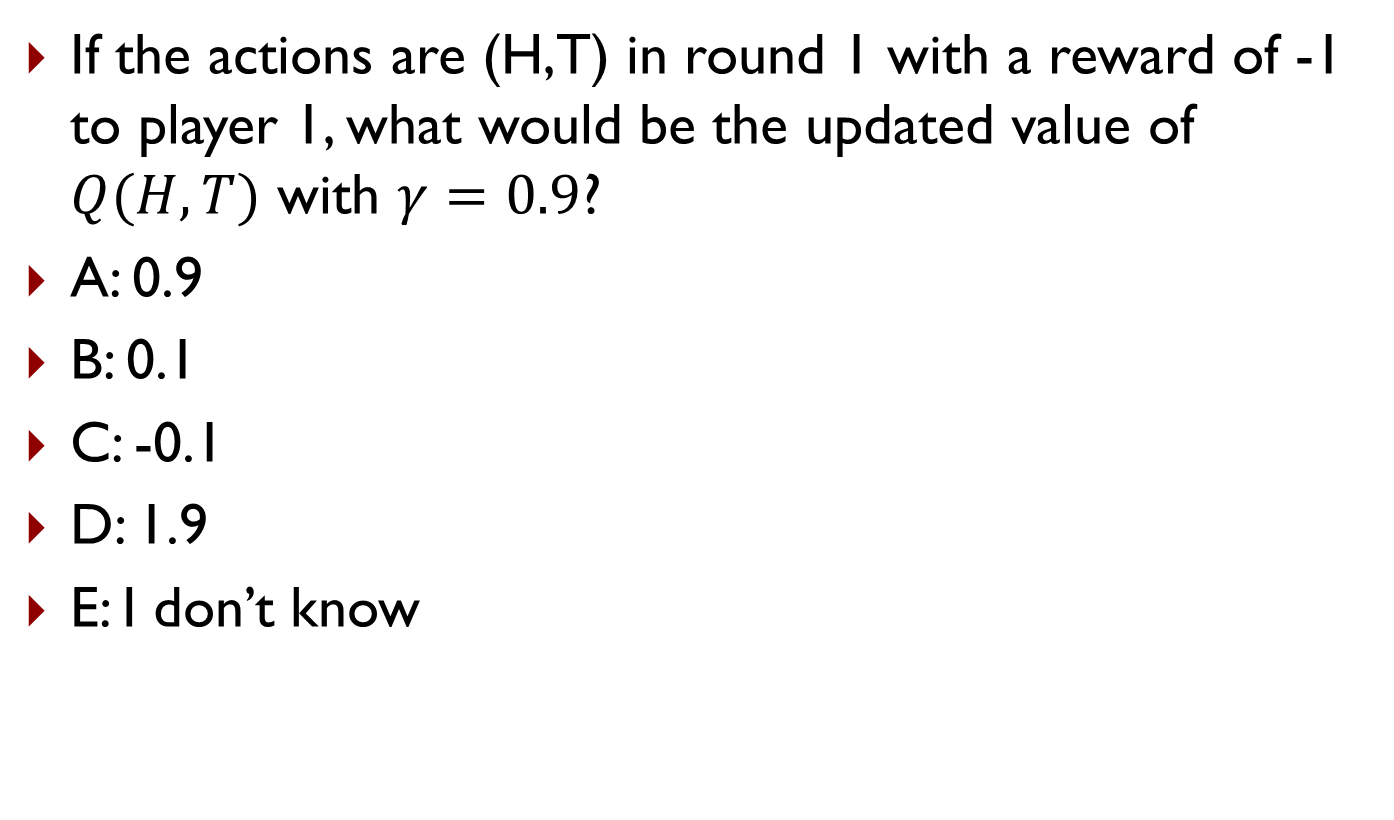 If the actions are (H,T) in round 1 with a reward of -1
to player 1, what would be the updated value of
Q(H, T) with γ = 0.9?
A: 0.9
B: 0.1
C: -0.1
D: 1.9
E: I don’t know